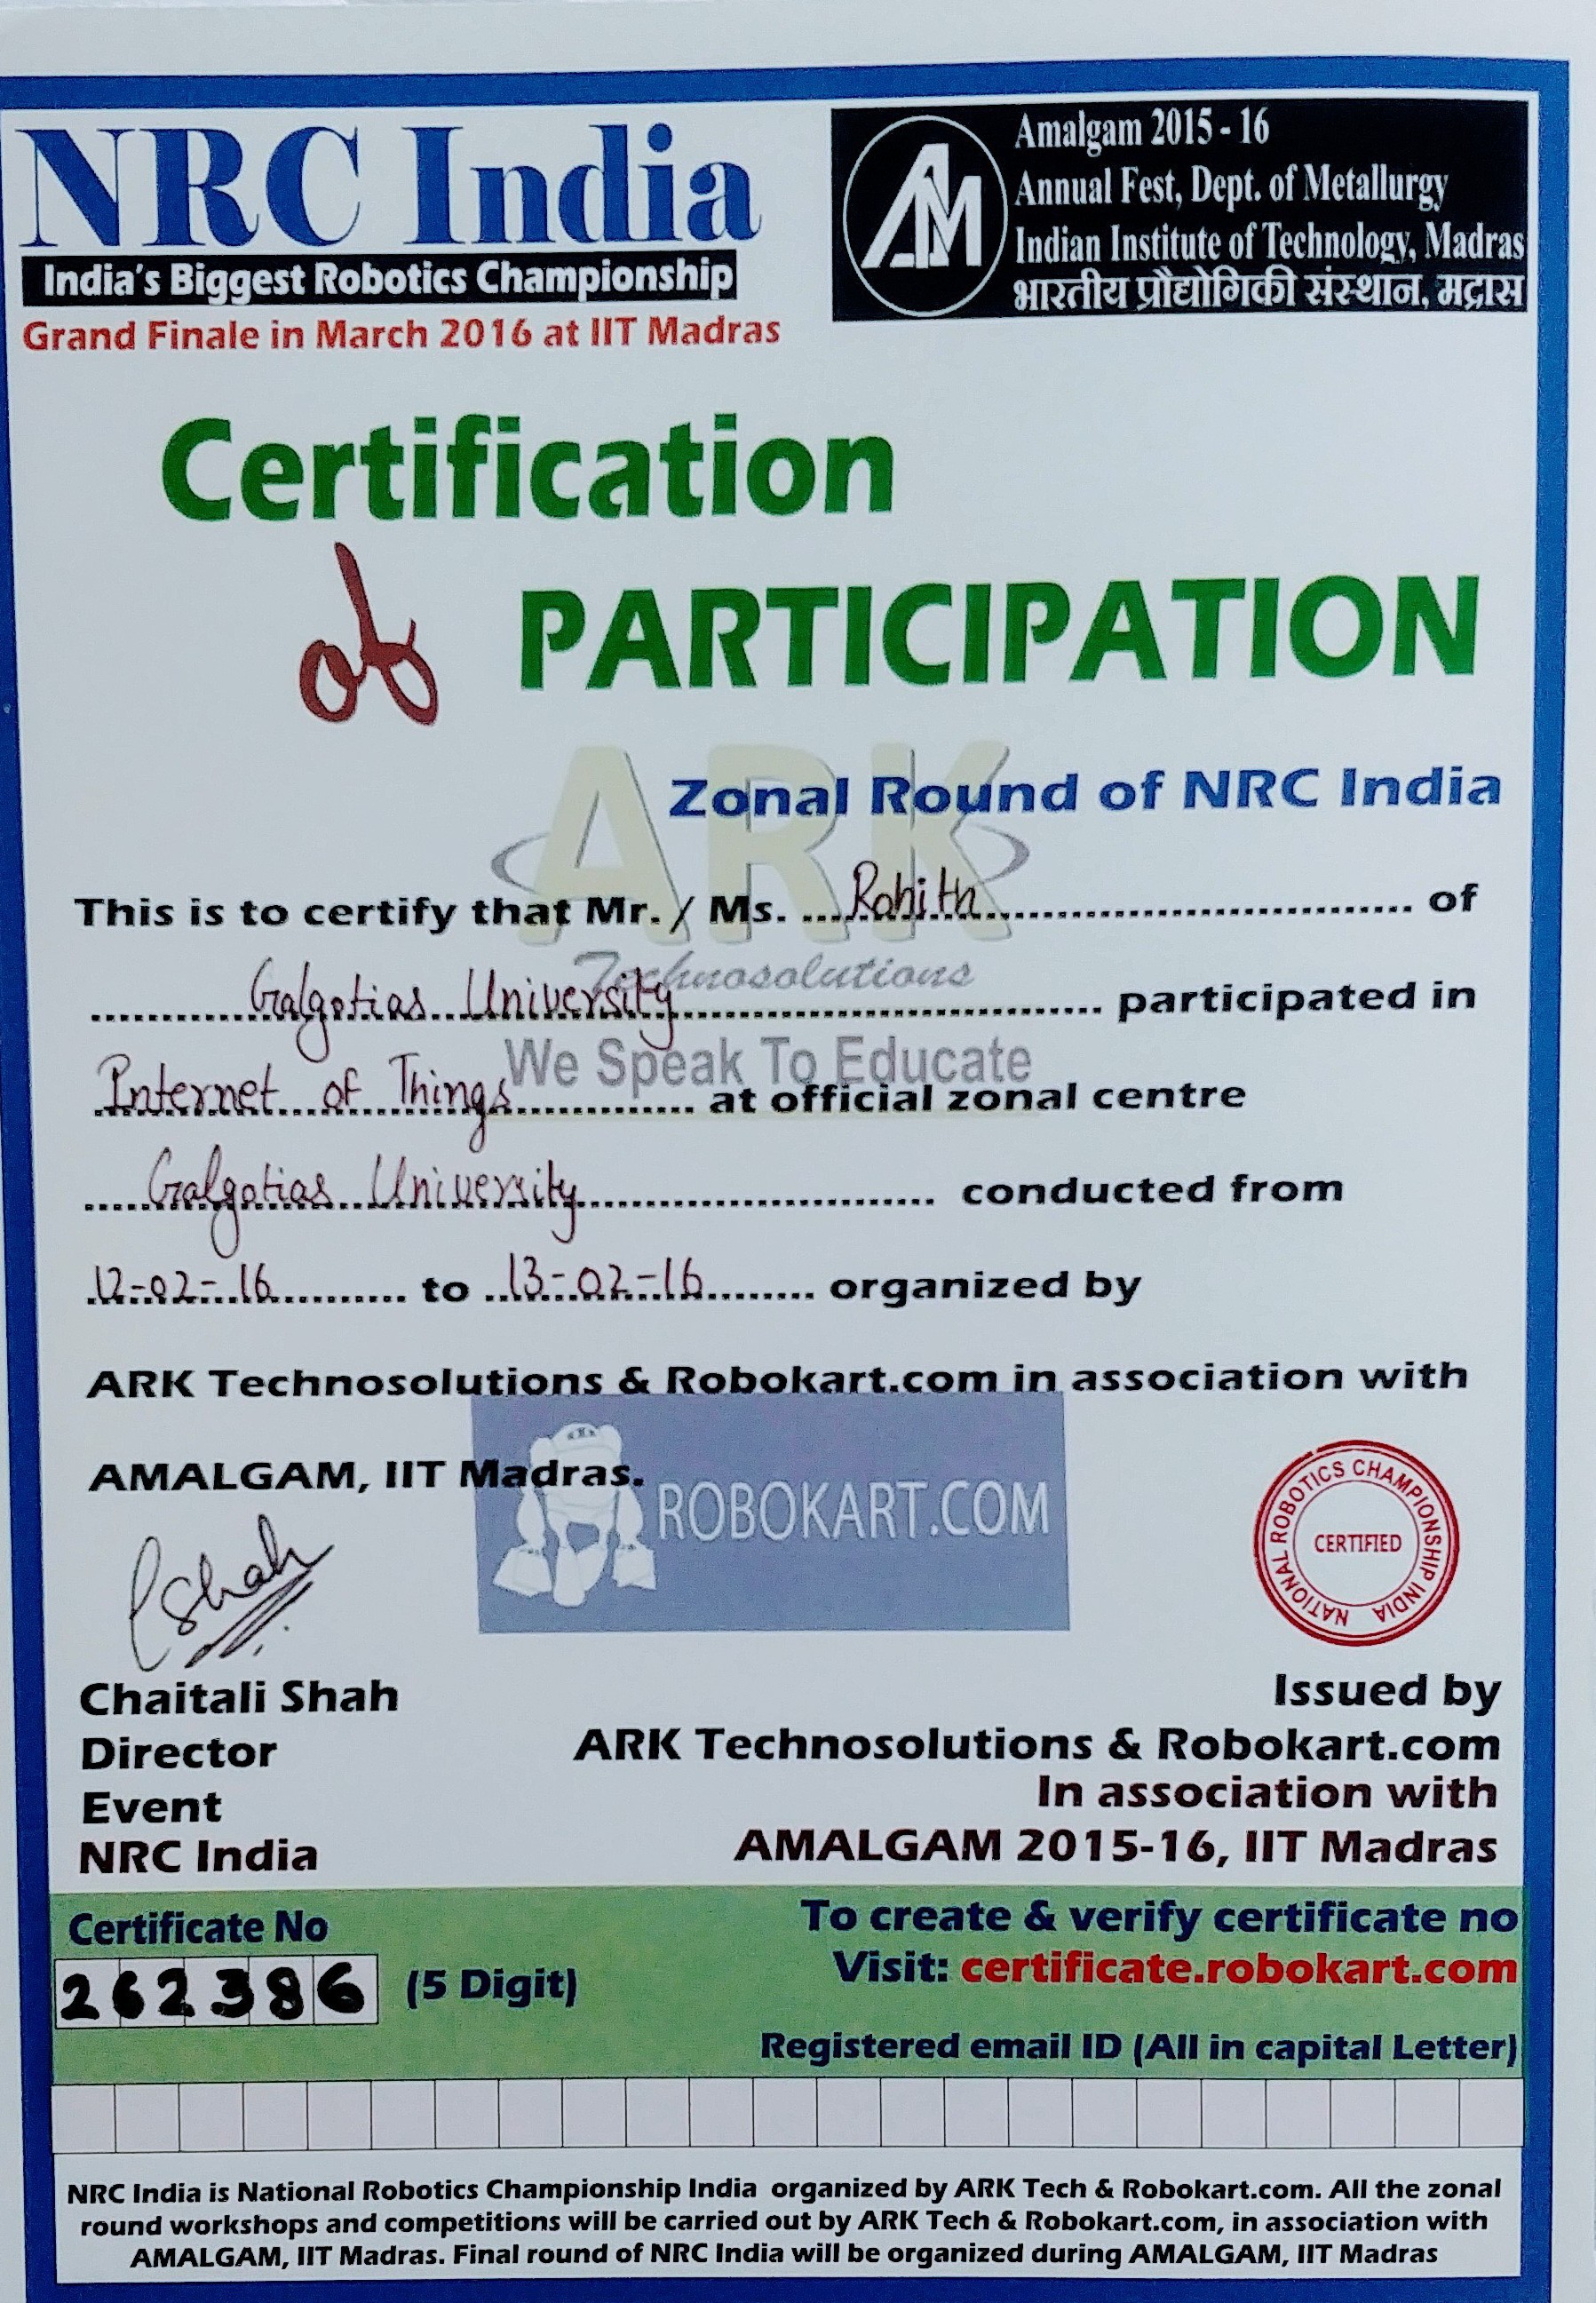 NRC India
India's Biggest Robotics Championship
Grand Finale in March 2016 at IIT Madras
AM
Amalgam 2015 - 16
Annual Fest, Dept. of Metallurgy
Indian Institute of Technology, Madras
भारतीय प्रौद्योगिकी संस्थान, मद्रास
Certification
of PARTICIPATION
Zonal Round of NRC India
ARK
Technosolutions
We Speak To Educate
This is to certify that Mr. / Ms. ....Rohith.................................... of
............Galgotias University................................ participated in
Internet of Things.............. at official zonal centre
....Galgotias University............................ conducted from
12-02-16........... to ..13-02-16........ organized by
ARK Technosolutions & Robokart.com in association with
AMALGAM, IIT Madras.
ROBOKART.COM
NATIONAL ROBOTICS CHAMPIONSHIP INDIA
CERTIFIED
CShah
Chaitali Shah
Director
Event
NRC India
Issued by
ARK Technosolutions & Robokart.com
In association with
AMALGAM 2015-16, IIT Madras
Certificate No
262386 (5 Digit)
To create & verify certificate no
Visit: certificate.robokart.com
Registered email ID (All in capital Letter)
NRC India is National Robotics Championship India organized by ARK Tech & Robokart.com. All the zonal
round workshops and competitions will be carried out by ARK Tech & Robokart.com, in association with
AMALGAM, IIT Madras. Final round of NRC India will be organized during AMALGAM, IIT Madras